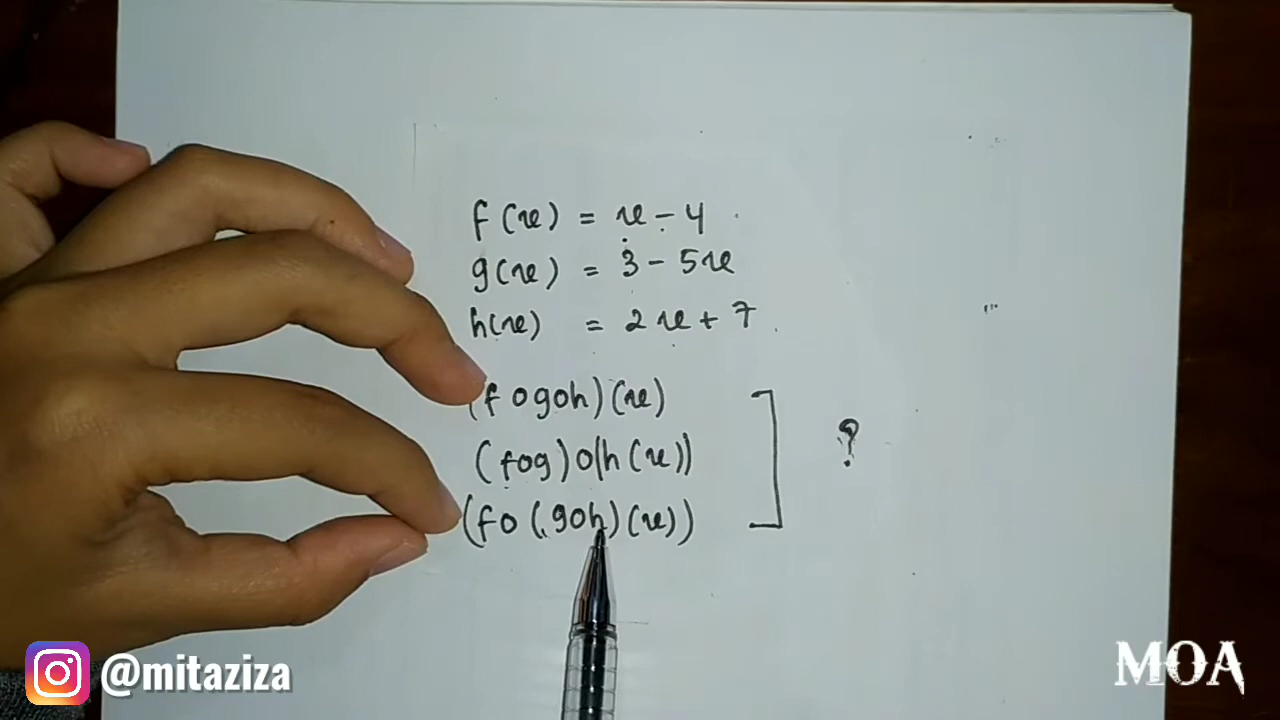 f(x) = x - 4
g(x) = 3 - 5x
h(x) = 2x + 7
(fogoh)(x)
(fog)o(h(x))
(fo(goh)(x))
?
@mitaziza
MOA